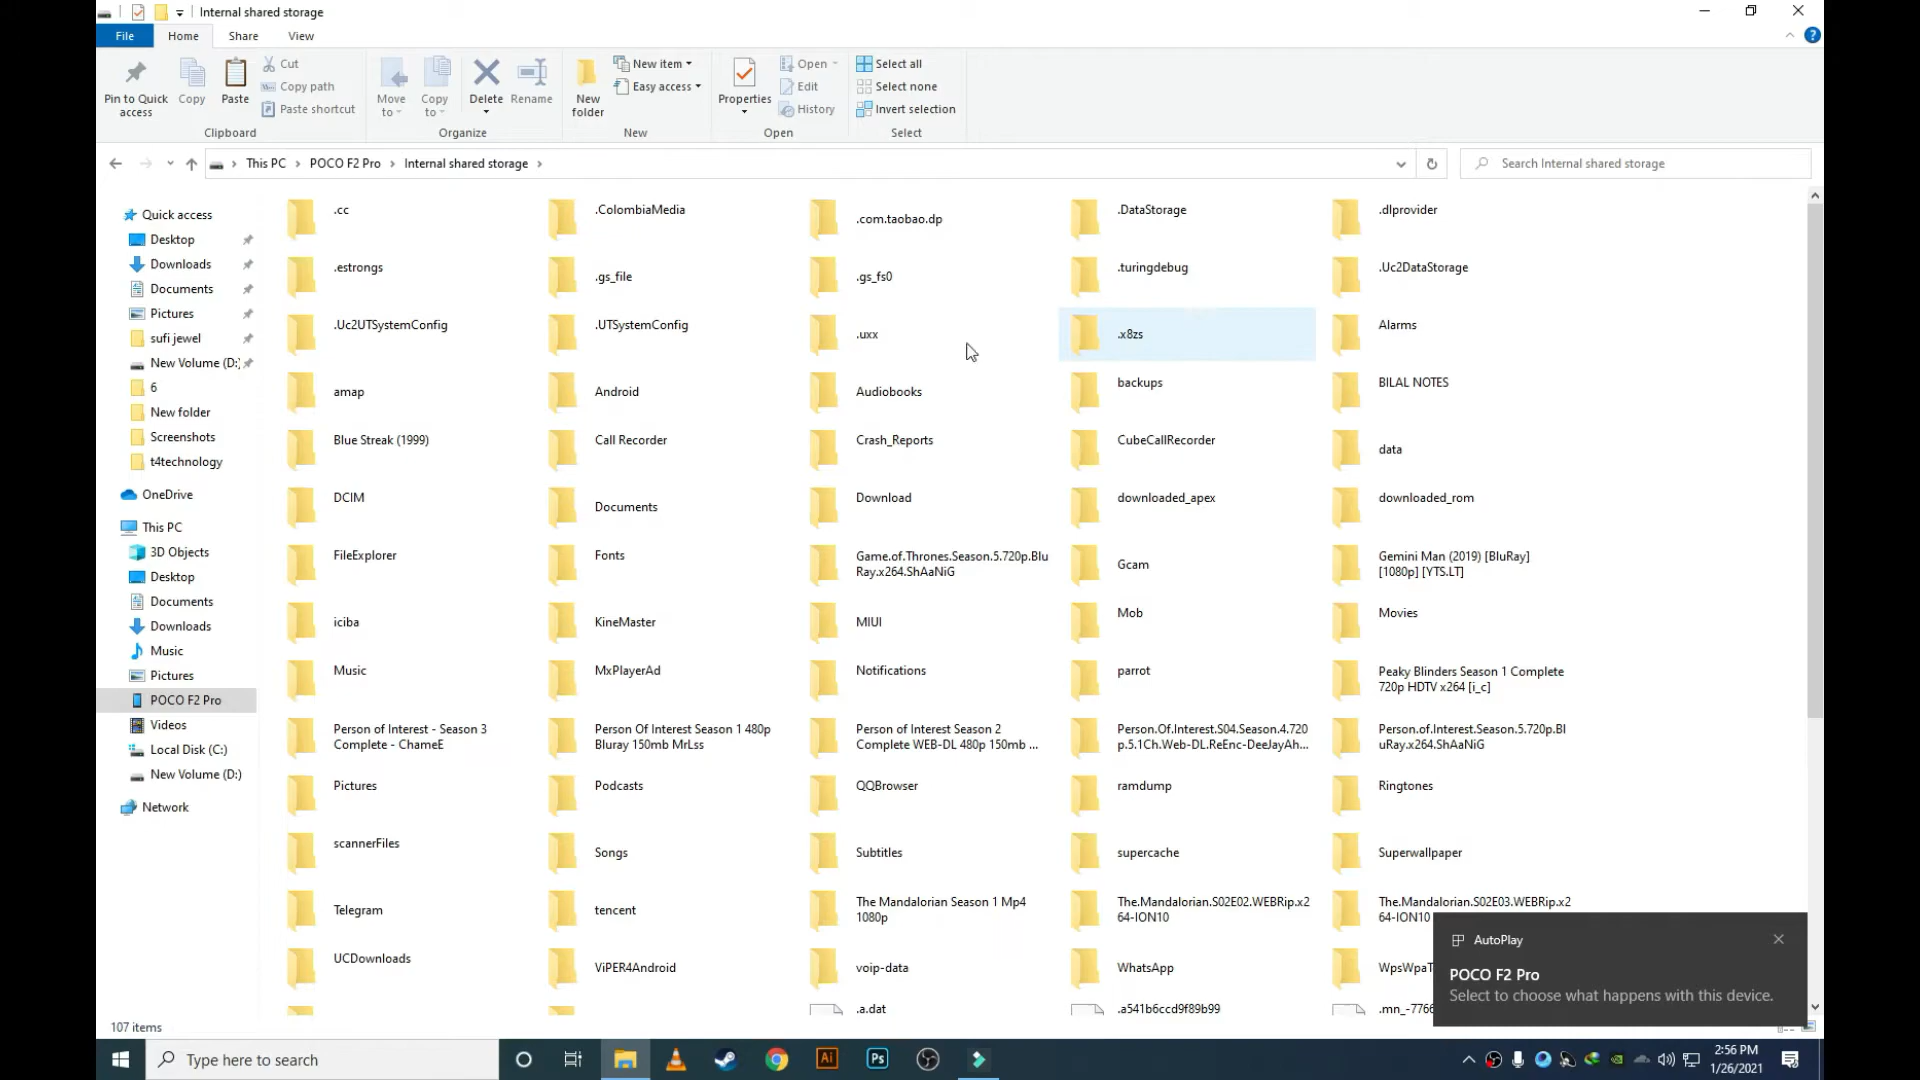 Internal shared storage
File
Home
Share
View
Pin to Quick
access
Copy
Paste
Cut
Copy path
Paste shortcut
Clipboard
Move
to
Copy
to
Delete
Rename
Organize
New
folder
New item
Easy access
New
Properties
Open
Edit
History
Open
Select all
Select none
Invert selection
Select
This PC
POCO F2 Pro
Internal shared storage
Search Internal shared storage
Quick access
Desktop
Downloads
Documents
Pictures
sufi jewel
New Volume (D:)
6
New folder
Screenshots
t4technology
OneDrive
This PC
3D Objects
Desktop
Documents
Downloads
Music
Pictures
POCO F2 Pro
Videos
Local Disk (C:)
New Volume (D:)
Network
.cc
.ColombiaMedia
.com.taobao.dp
.DataStorage
.dlprovider
.estrongs
.gs_file
.gs_fs0
.turingdebug
.Uc2DataStorage
.Uc2UTSystemConfig
.UTSystemConfig
.uxx
.x8zs
Alarms
amap
Android
Audiobooks
backups
BILAL NOTES
Blue Streak (1999)
Call Recorder
Crash_Reports
CubeCallRecorder
data
DCIM
Documents
Download
downloaded_apex
downloaded_rom
FileExplorer
Fonts
Game.of.Thrones.Season.5.720p.Blu
Ray.x264.ShAaNiG
Gcam
Gemini Man (2019) [BluRay]
[1080p] [YTS.LT]
iciba
KineMaster
MIUI
Mob
Movies
Music
MxPlayerAd
Notifications
parrot
Peaky Blinders Season 1 Complete
720p HDTV x264 [i_c]
Person of Interest - Season 3
Complete - ChameE
Person Of Interest Season 1 480p
Bluray 150mb MrLss
Person of Interest Season 2
Complete WEB-DL 480p 150mb ...
Person.Of.Interest.S04.Season.4.720
p.5.1Ch.Web-DL.ReEnc-DeeJayAh...
Person.of.Interest.Season.5.720p.Bl
uRay.x264.ShAaNiG
Pictures
Podcasts
QQBrowser
ramdump
Ringtones
scannerFiles
Songs
Subtitles
supercache
Superwallpaper
Telegram
tencent
The Mandalorian Season 1 Mp4
1080p
The.Mandalorian.S02E02.WEBRip.x2
64-ION10
The.Mandalorian.S02E03.WEBRip.x2
64-ION10
UCDownloads
ViPER4Android
voip-data
WhatsApp
WpsWpaT
.a.dat
.a541b6ccd9f89b99
.mn_-7766
AutoPlay
POCO F2 Pro
Select to choose what happens with this device.
107 items
Type here to search
Ai
Ps
2:56 PM
1/26/2021